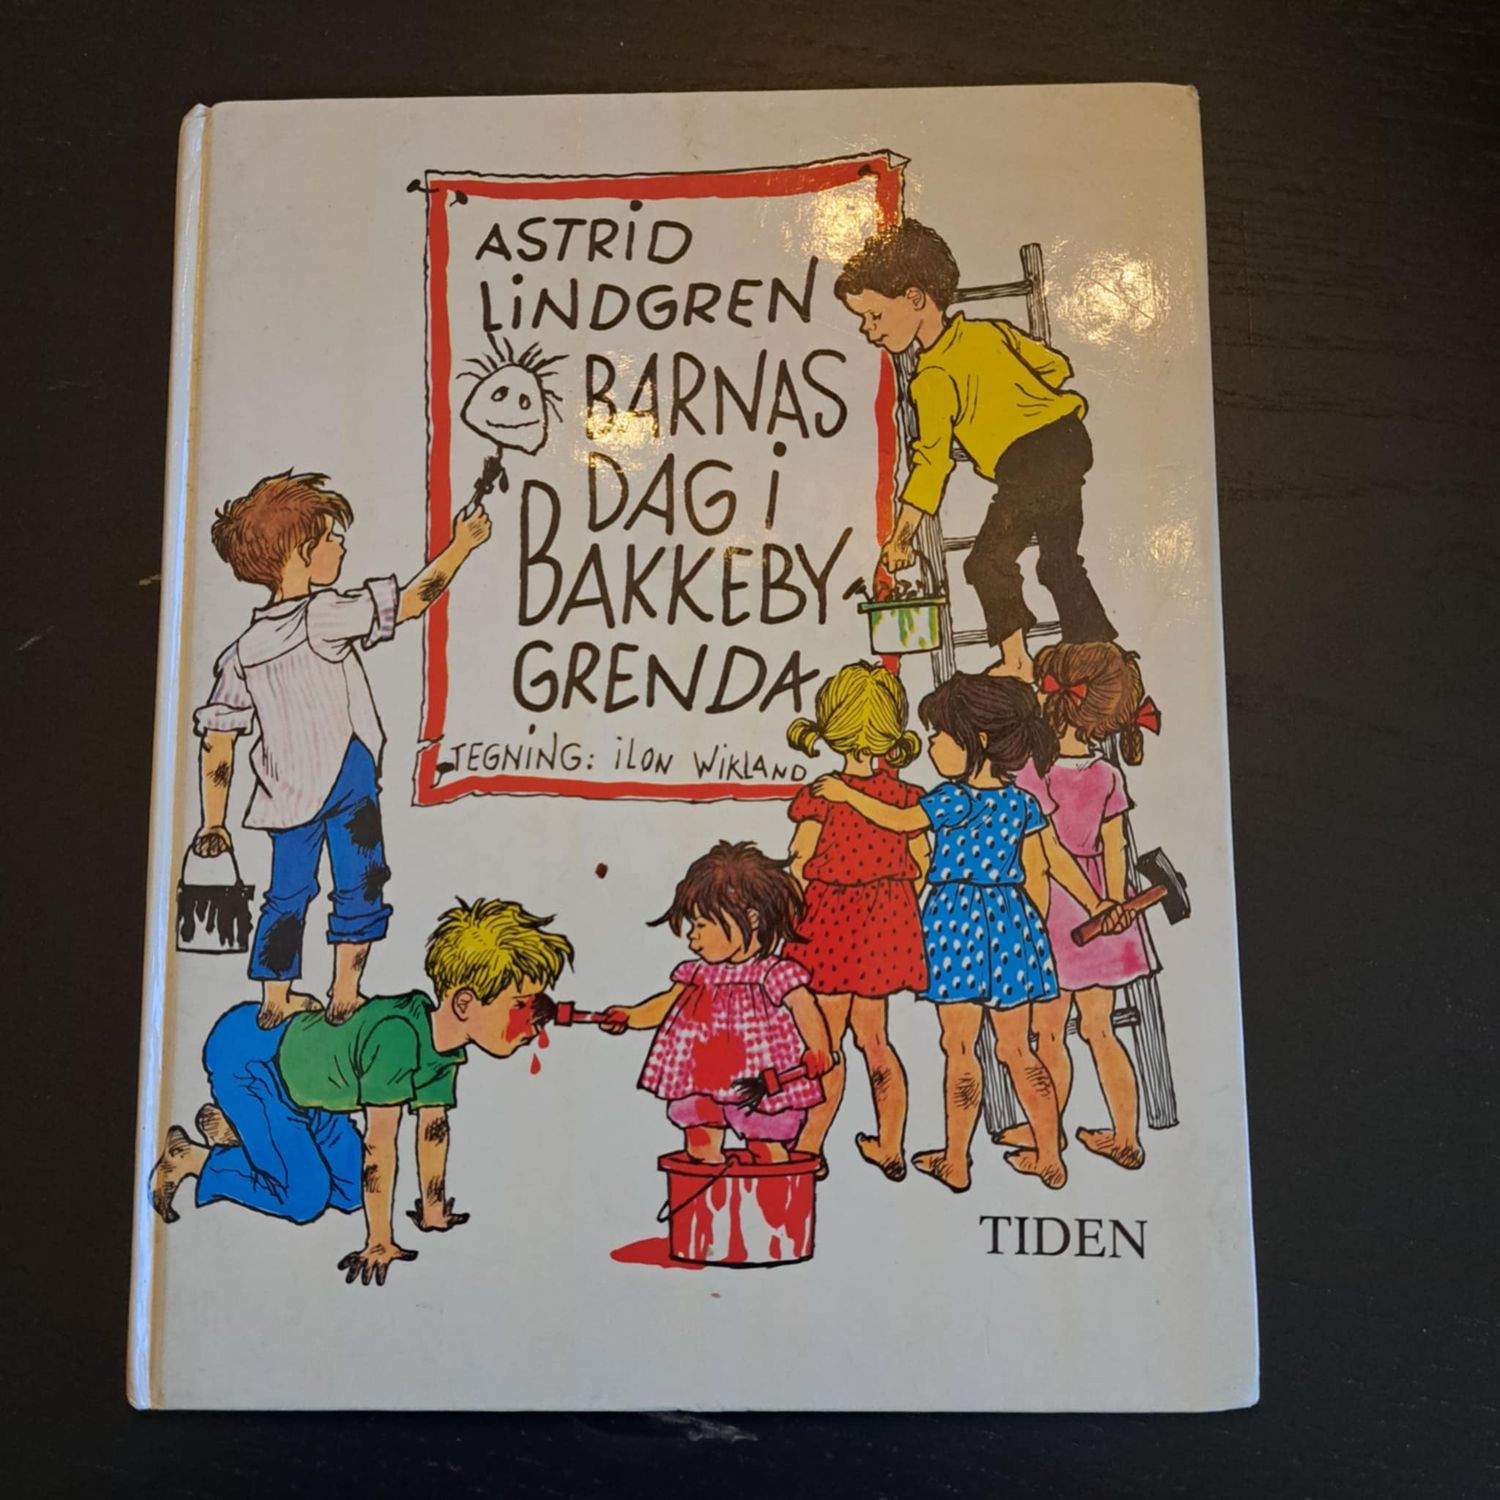 ASTRID
LINDGREN
BARNAS
DAG I
BAKKEBY
GRENDA
TEGNING: ILON WIKLAND
TIDEN